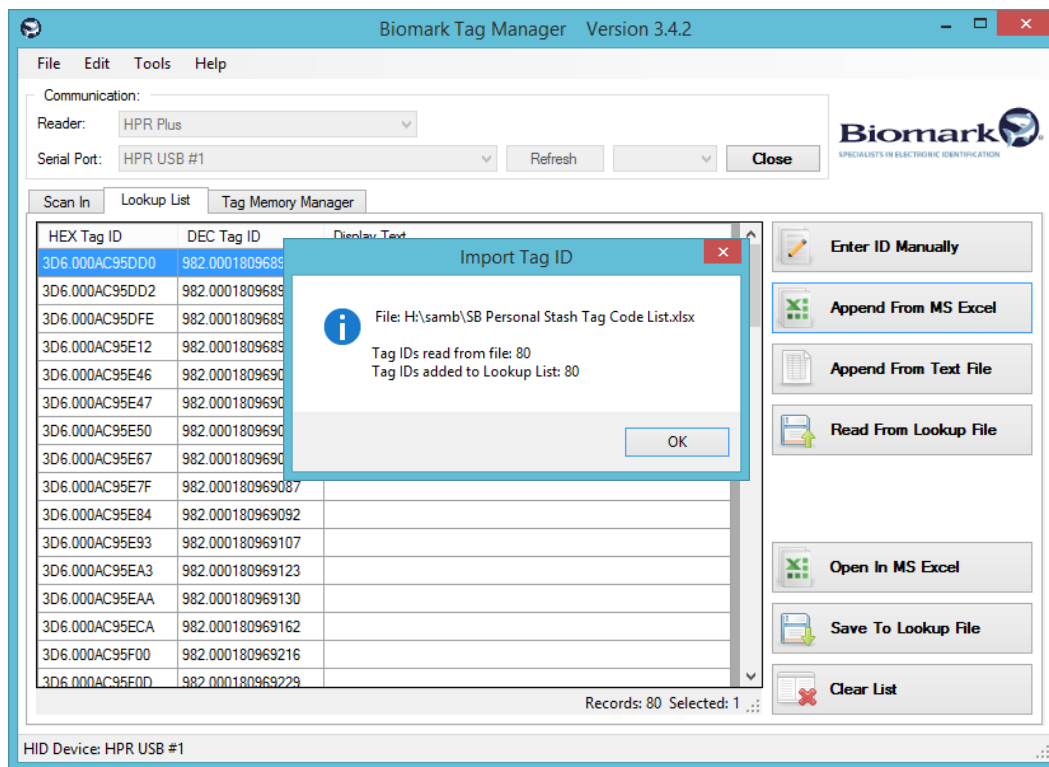 Biomark Tag Manager Version 3.4.2
File Edit Tools Help
Communication:
Reader: HPR Plus
Serial Port: HPR USB #1 Refresh Close
Biomark
SPECIALISTS IN ELECTRONIC IDENTIFICATION
Scan In Lookup List Tag Memory Manager
HEX Tag ID DEC Tag ID Display Text
3D6.000AC95DD0
3D6.000AC95DD2
3D6.000AC95DFE
3D6.000AC95E12
3D6.000AC95E46
3D6.000AC95E47
3D6.000AC95E50
3D6.000AC95E67
3D6.000AC95E7F 982.000180969087
3D6.000AC95E84 982.000180969092
3D6.000AC95E93 982.000180969107
3D6.000AC95EA3 982.000180969123
3D6.000AC95EAA 982.000180969130
3D6.000AC95ECA 982.000180969162
3D6.000AC95F00 982.000180969216
3D6.000AC95F0D 982.000180969229
Import Tag ID
File: H:\samb\SB Personal Stash Tag Code List.xlsx
Tag IDs read from file: 80
Tag IDs added to Lookup List: 80
OK
Enter ID Manually
Append From MS Excel
Append From Text File
Read From Lookup File
Open In MS Excel
Save To Lookup File
Clear List
Records: 80 Selected: 1
HID Device: HPR USB #1